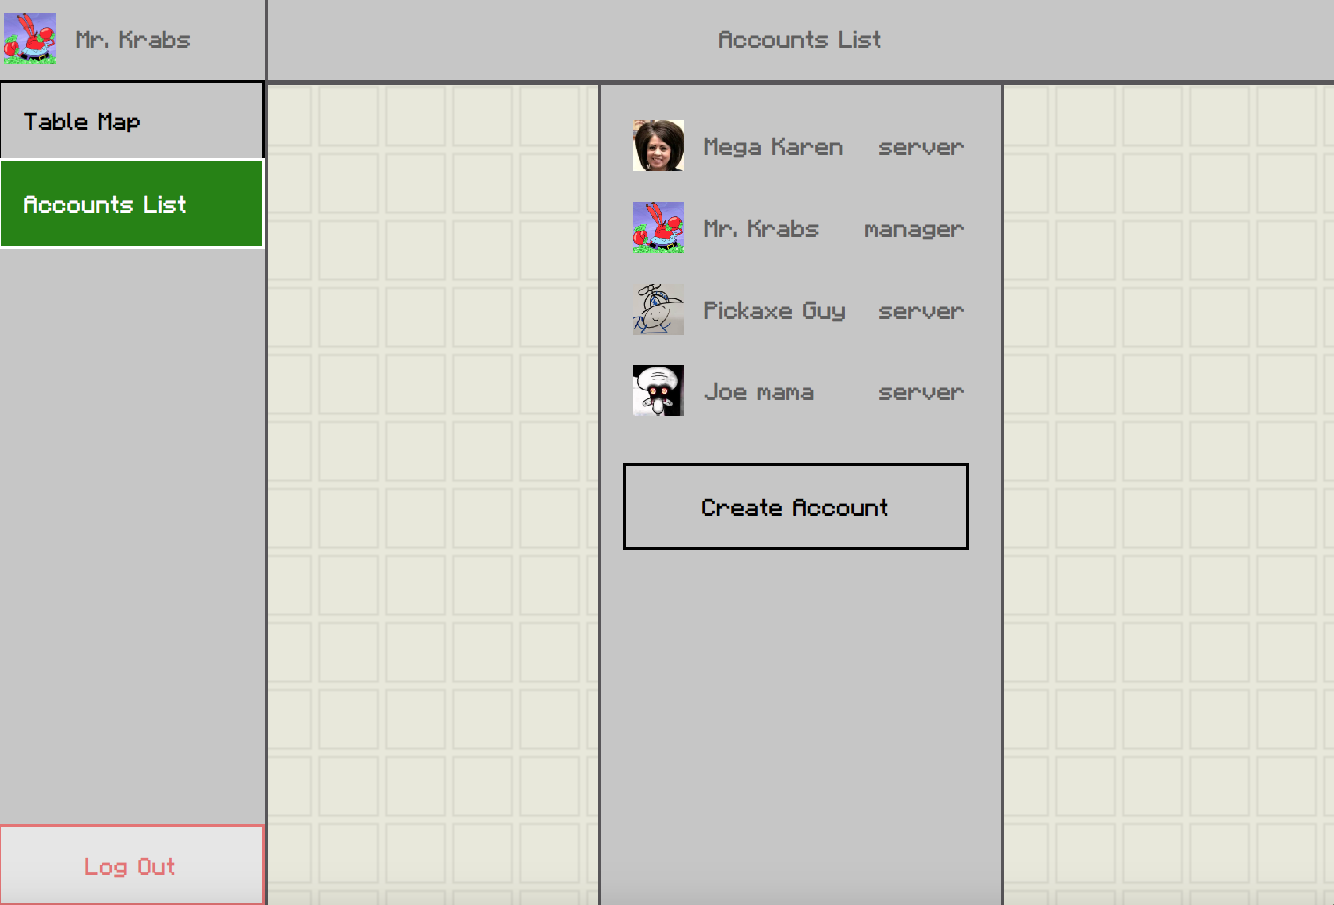 Mr. Krabs
Accounts List
Table Map
Accounts List
Mega Karen server
Mr. Krabs manager
Pickaxe Guy server
Joe mama server
Create Account
Log Out